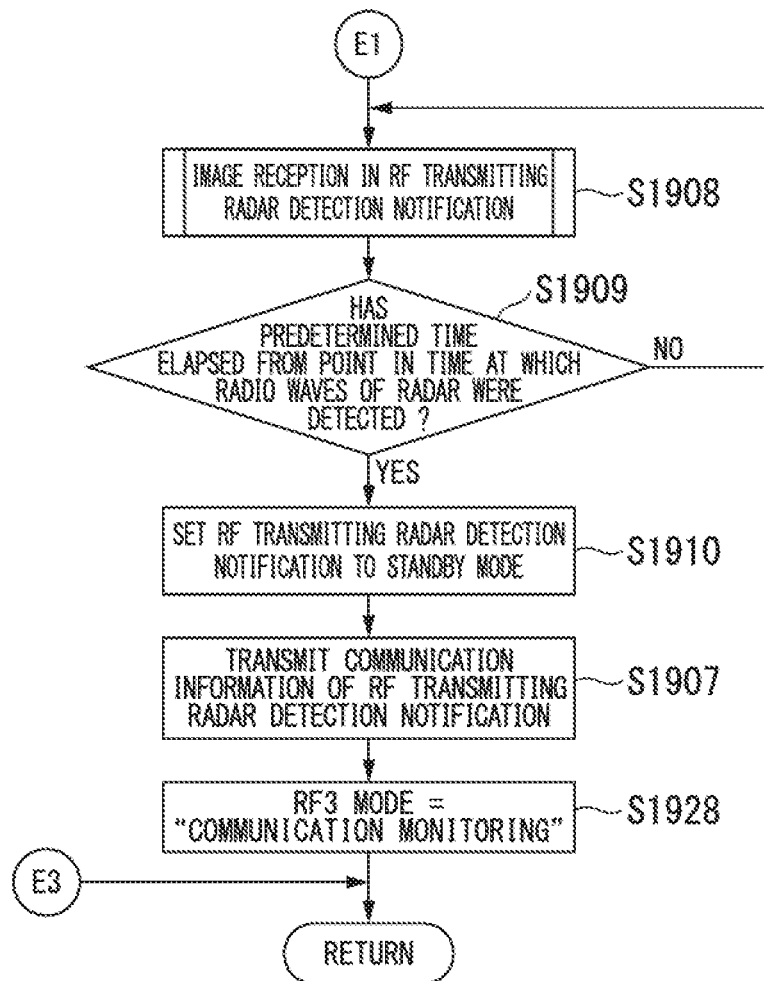 E1
IMAGE RECEPTION IN RF TRANSMITTING
RADAR DETECTION NOTIFICATION
S1908
S1909
HAS
PREDETERMINED TIME
ELAPSED FROM POINT IN TIME AT WHICH
RADIO WAVES OF RADAR WERE
DETECTED ?
NO
YES
SET RF TRANSMITTING RADAR DETECTION
NOTIFICATION TO STANDBY MODE
S1910
TRANSMIT COMMUNICATION
INFORMATION OF RF TRANSMITTING
RADAR DETECTION NOTIFICATION
S1907
RF3 MODE =
"COMMUNICATION MONITORING"
S1928
E3
RETURN